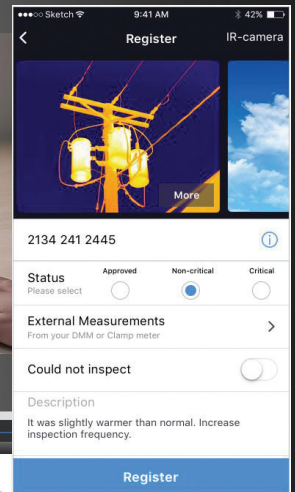 ●●●○○ Sketch 9:41 AM 42%
Register IR-camera
More
2134 241 2445
Status Approved Non-critical Critical
Please select
External Measurements
From your DMM or Clamp meter
Could not inspect
Description
It was slightly warmer than normal. Increase
inspection frequency.
Register